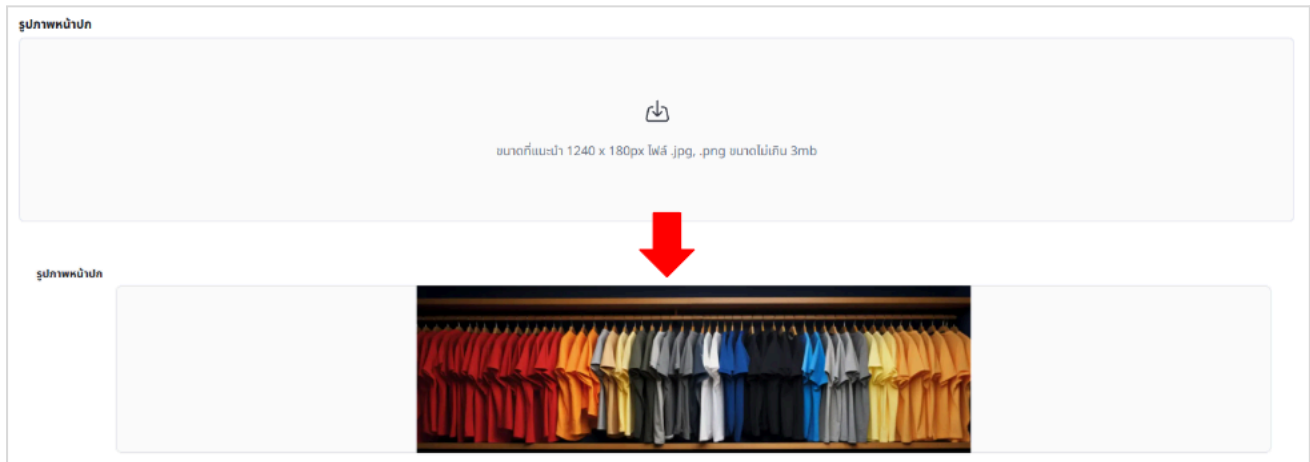 รูปภาพหน้าปก
ขนาดที่แนะนำ 1240 x 180px ไฟล์ .jpg, .png ขนาดไม่เกิน 3mb
รูปภาพหน้าปก